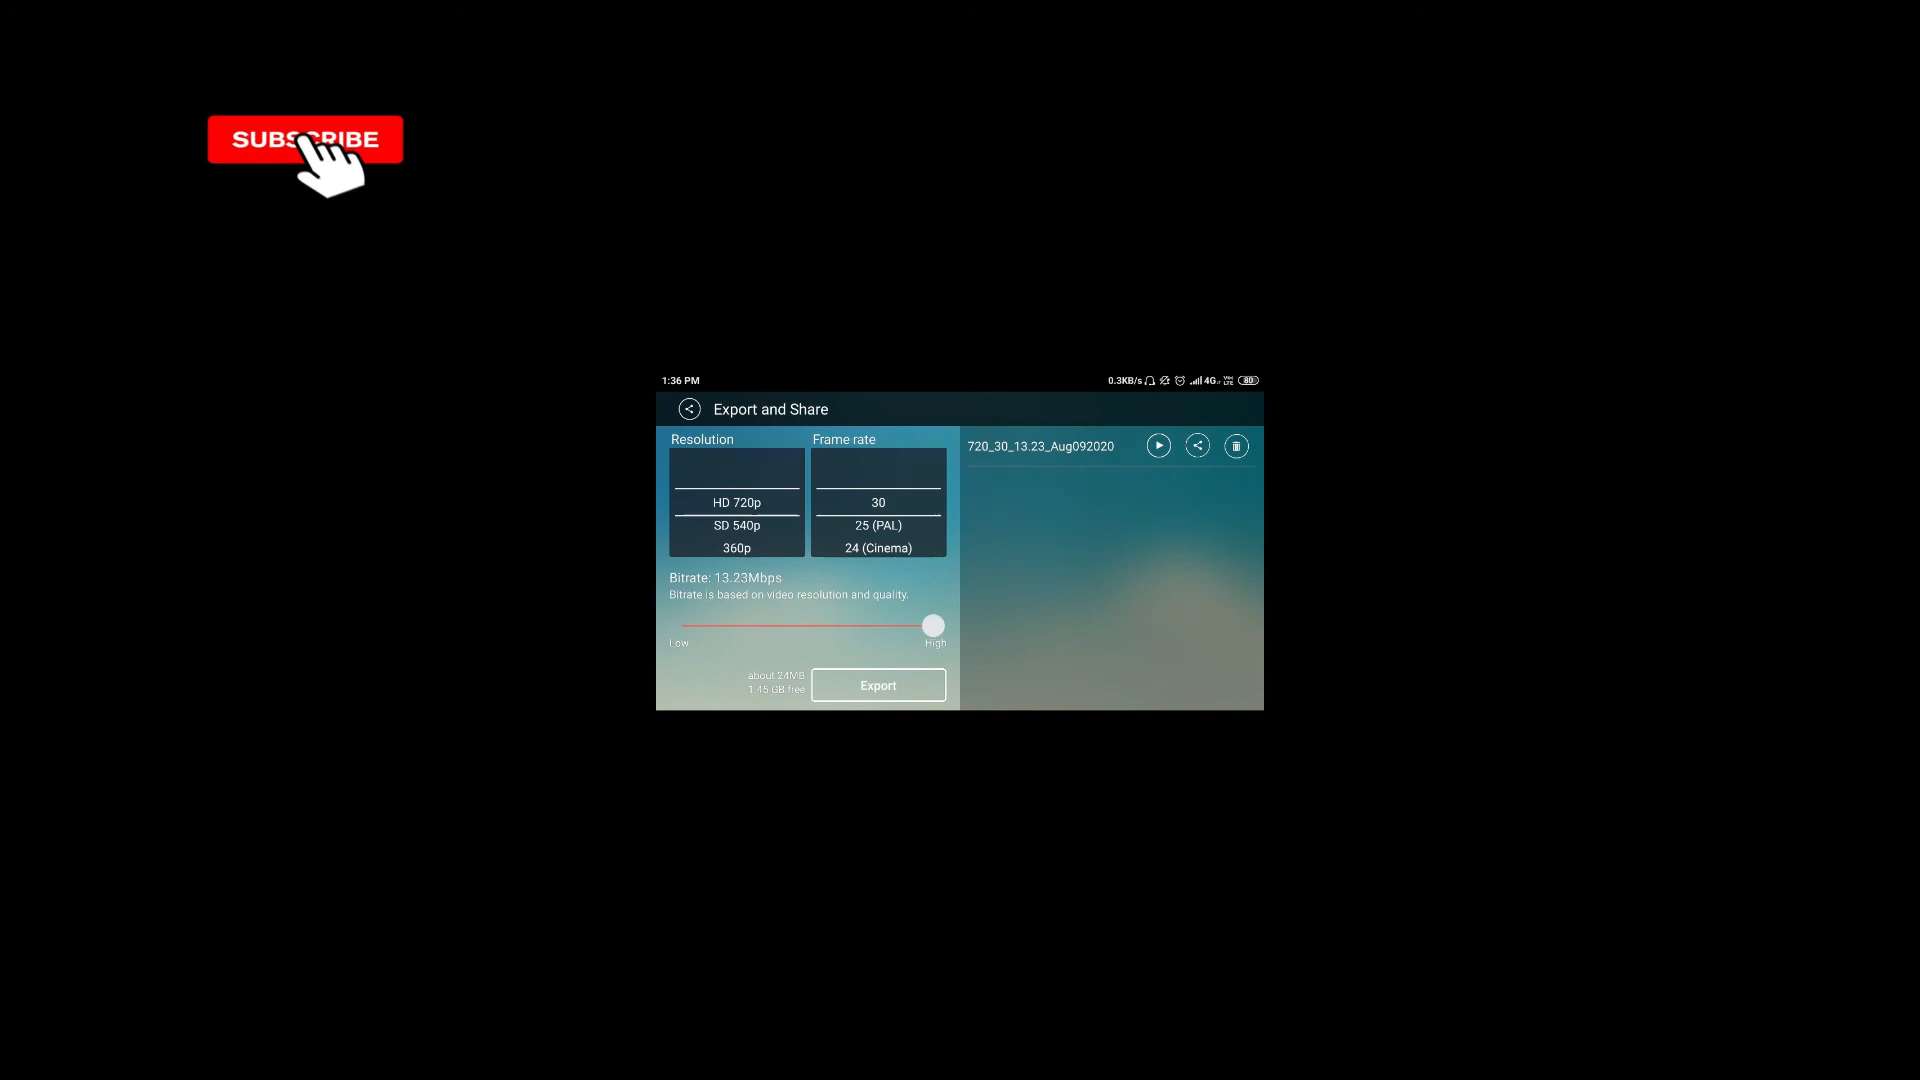 SUBSCRIBE
1:36 PM
0.3KB/s
4G
80
Export and Share
Resolution
Frame rate
720_30_13.23_Aug092020
HD 720p
30
SD 540p
25 (PAL)
360p
24 (Cinema)
Bitrate: 13.23Mbps
Bitrate is based on video resolution and quality.
Low
High
about 24MB
1.45 GB free
Export